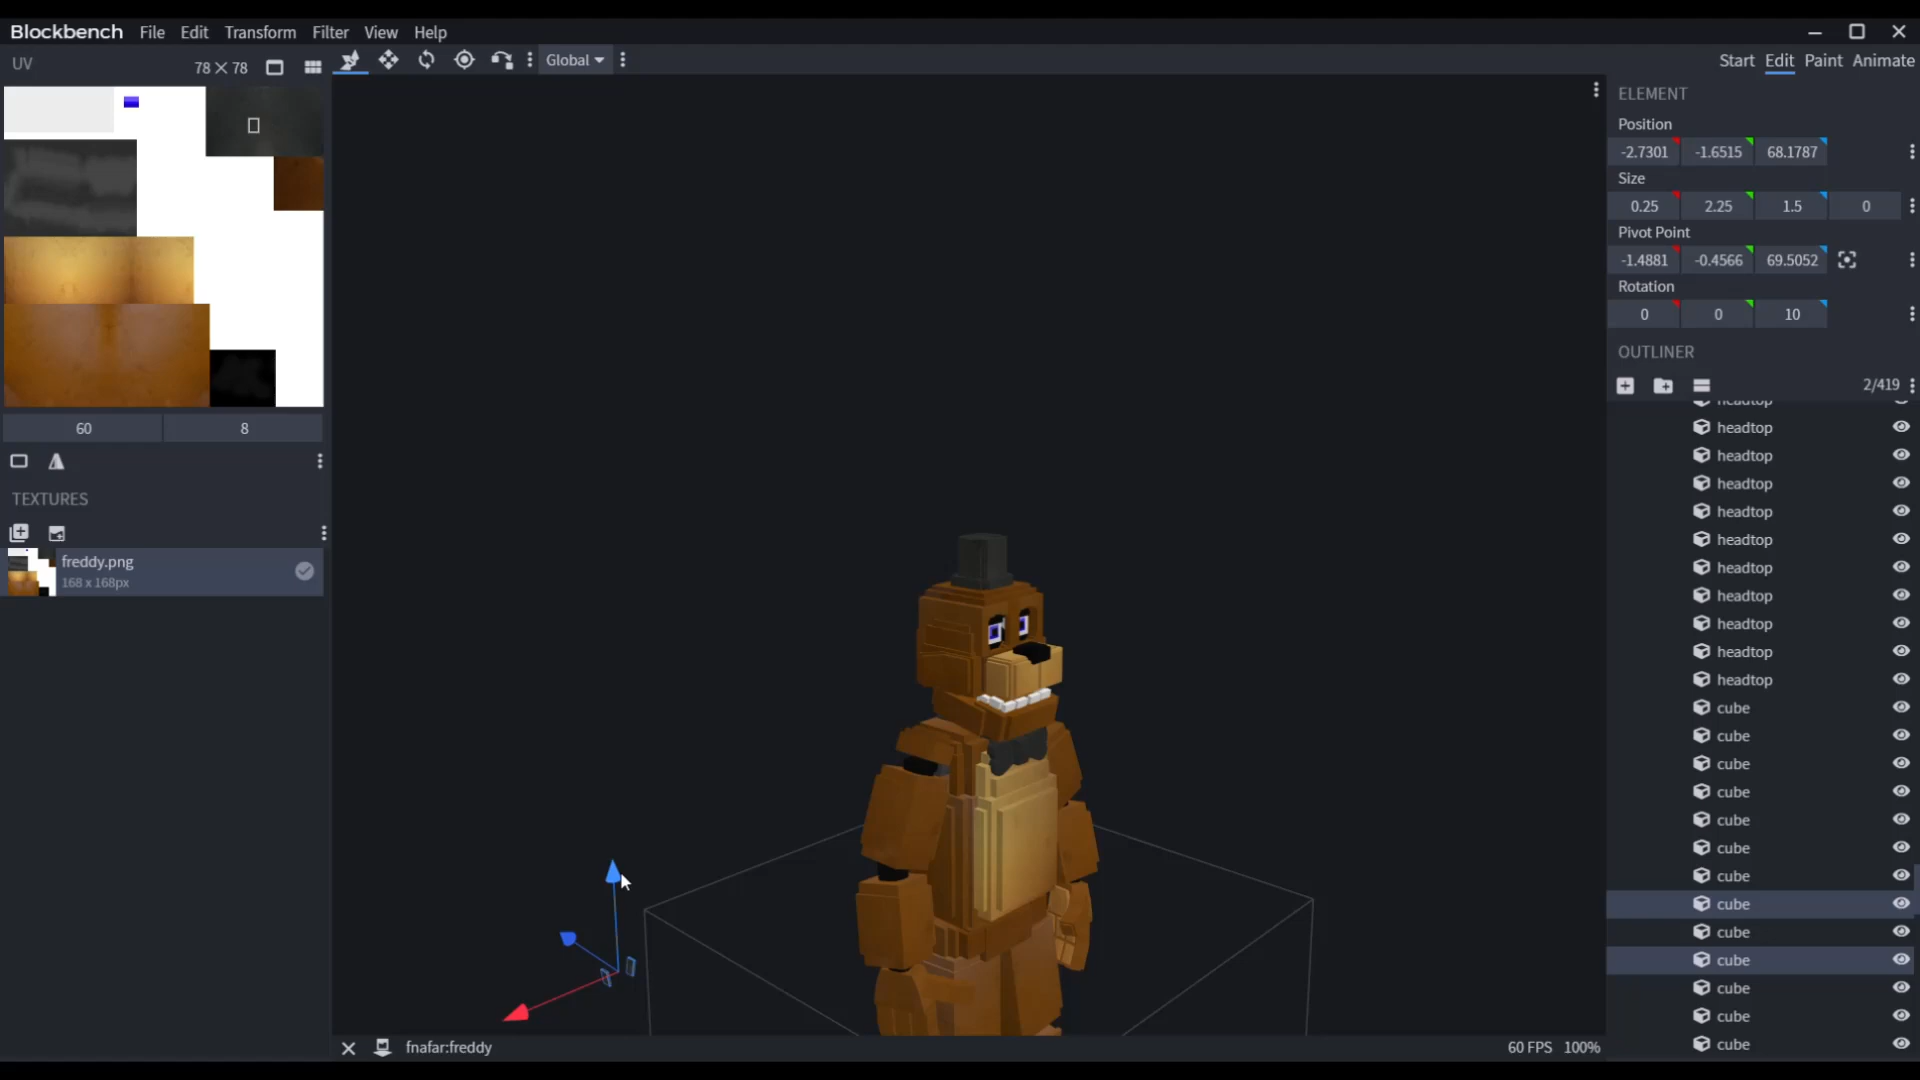 Blockbench File Edit Transform Filter View Help
UV 78 × 78
Global
Start Edit Paint Animate
ELEMENT
Position
-2.7301 -1.6515 68.1787
Size
0.25 2.25 1.5 0
Pivot Point
-1.4881 -0.4566 69.5052
Rotation
0 0 10
OUTLINER
2/419
headtop
headtop
headtop
headtop
headtop
headtop
headtop
headtop
headtop
headtop
headtop
cube
cube
cube
cube
cube
cube
cube
cube
cube
cube
cube
cube
cube
60 8
TEXTURES
freddy.png
168 x 168px
fnafar:freddy
60 FPS 100%